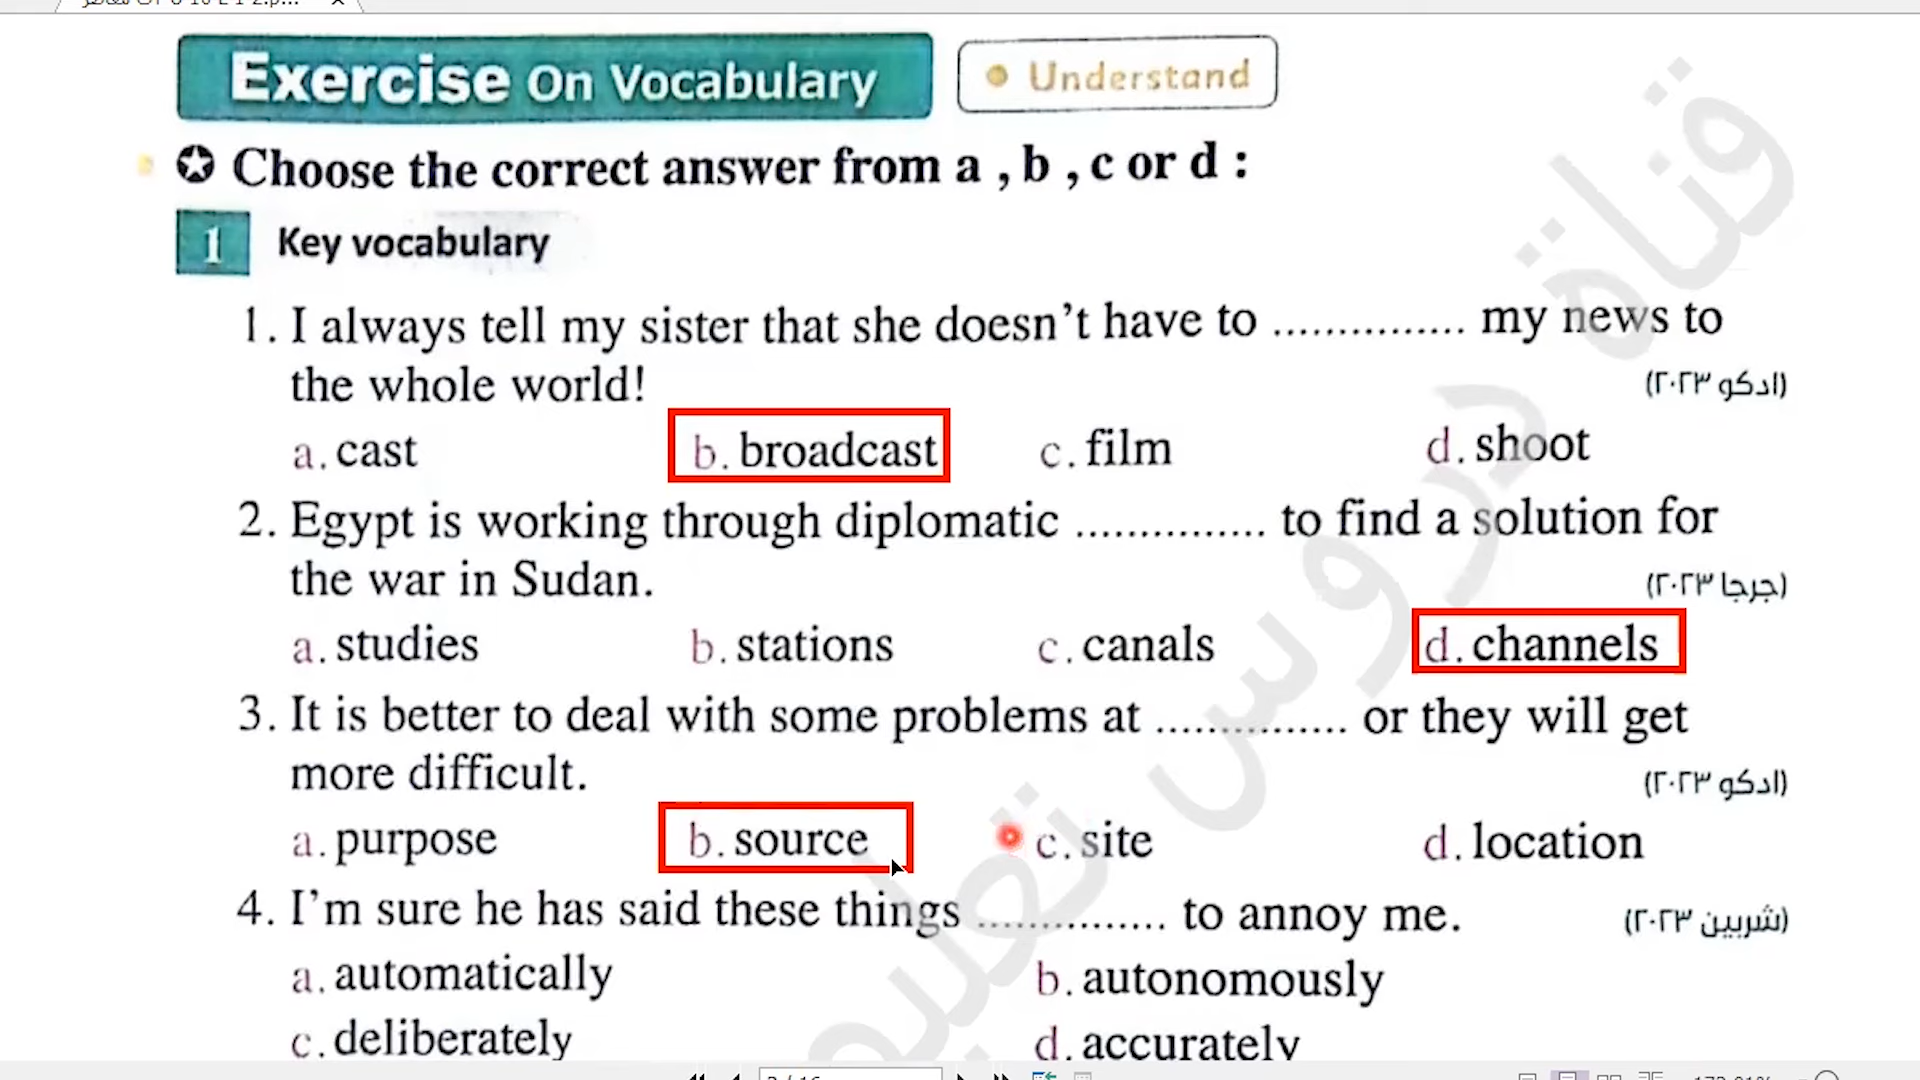 Exercise On Vocabulary
Understand
Choose the correct answer from a , b , c or d :
1 Key vocabulary
1. I always tell my sister that she doesn't have to ............... my news to
the whole world!
(ادكو ٢٠٢٣)
a. cast b. broadcast c. film d. shoot
2. Egypt is working through diplomatic ............... to find a solution for
the war in Sudan.
(جرجا ٢٠٢٣)
a. studies b. stations c. canals d. channels
3. It is better to deal with some problems at ............... or they will get
more difficult.
(ادكو ٢٠٢٣)
a. purpose b. source c. site d. location
4. I'm sure he has said these things ............... to annoy me. (شربين ٢٠٢٣)
a. automatically b. autonomously
c. deliberately d. accurately
قناة دروس